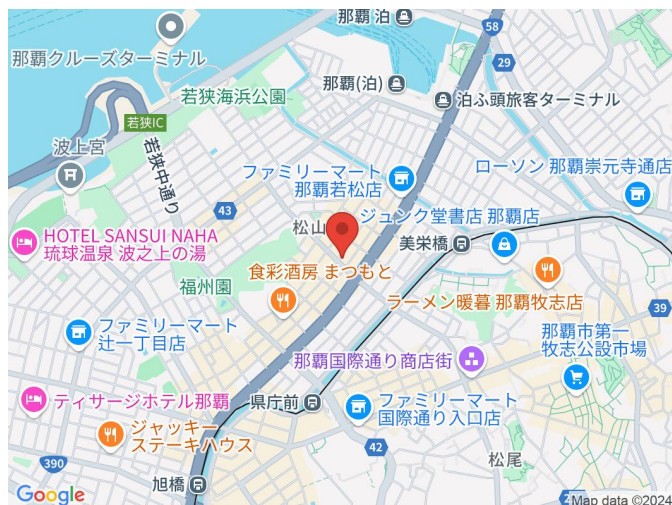 那覇 泊
58
那覇クルーズターミナル
29
那覇(泊)
若狭海浜公園
泊ふ頭旅客ターミナル
若狭IC
波上宮
若狭中通り
ファミリーマート
那覇若松店
ローソン 那覇崇元寺通店
43
松山
ジュンク堂書店 那覇店
HOTEL SANSUI NAHA
琉球温泉 波之上の湯
美栄橋
食彩酒房 まつもと
福州園
ラーメン暖暮 那覇牧志店
39
ファミリーマート
辻一丁目店
那覇市第一
牧志公設市場
那覇国際通り商店街
ティサージホテル那覇
県庁前
ファミリーマート
国際通り入口店
ジャッキー
ステーキハウス
42
松尾
390
旭橋
Google
Map data ©2024